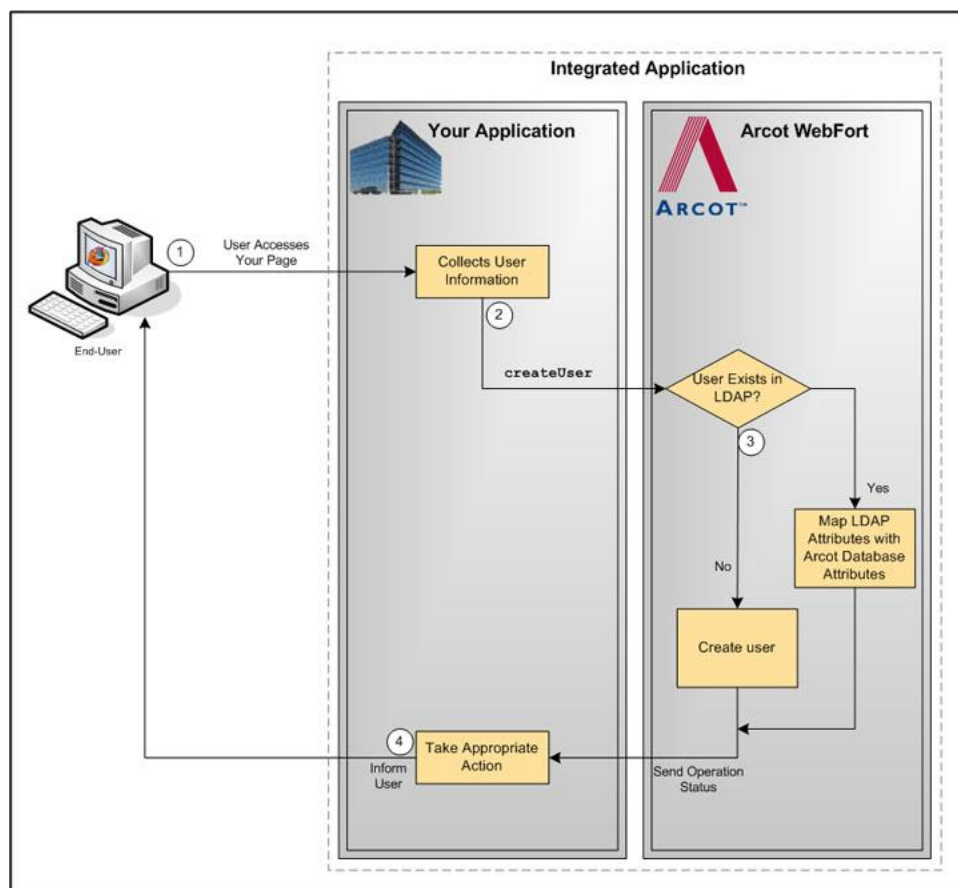 Integrated Application
Your Application
Arcot WebFort
ARCOT™
1
User Accesses
Your Page
Collects User
Information
End-User
2
createUser
User Exists in
LDAP?
3
Yes
Map LDAP
Attributes with
Arcot Database
Attributes
No
Create user
4
Take Appropriate
Action
Inform
User
Send Operation
Status